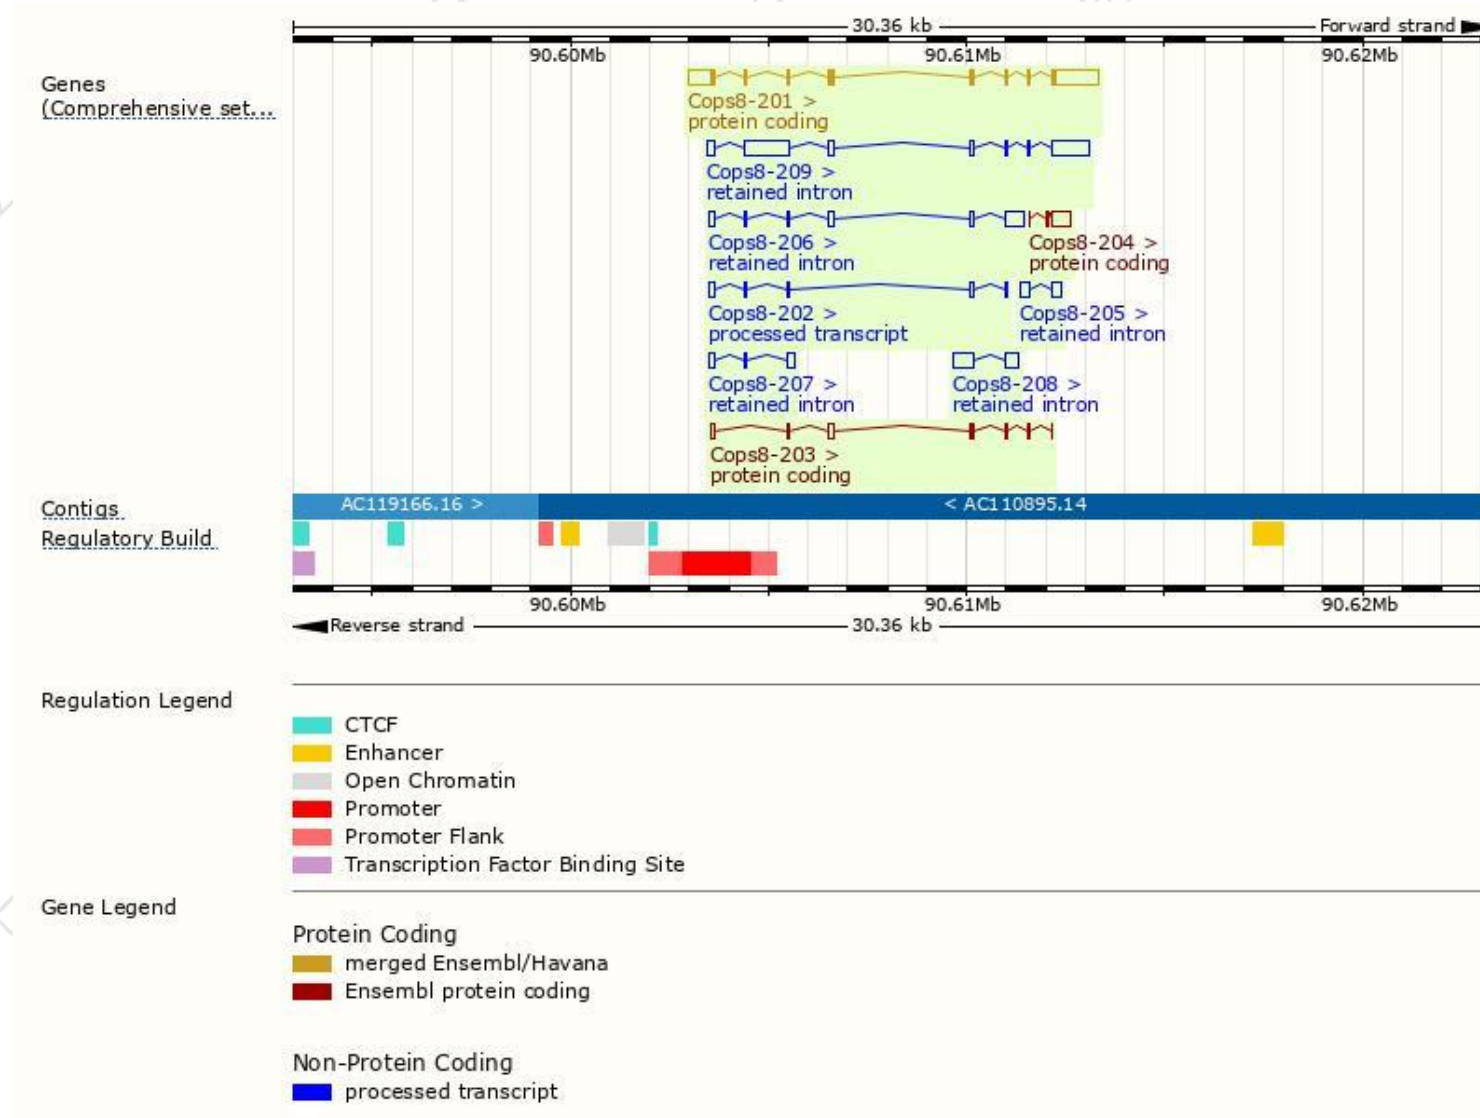 30.36 kb
Forward strand
90.60Mb 90.61Mb 90.62Mb
Genes
(Comprehensive set...
Cops8-201 >
protein coding
Cops8-209 >
retained intron
Cops8-206 > Cops8-204 >
retained intron protein coding
Cops8-202 > Cops8-205 >
processed transcript retained intron
Cops8-207 > Cops8-208 >
retained intron retained intron
Cops8-203 >
protein coding
Contigs AC119166.16 > < AC110895.14
Regulatory Build
90.60Mb 90.61Mb 90.62Mb
Reverse strand 30.36 kb
Regulation Legend
CTCF
Enhancer
Open Chromatin
Promoter
Promoter Flank
Transcription Factor Binding Site
Gene Legend
Protein Coding
merged Ensembl/Havana
Ensembl protein coding
Non-Protein Coding
processed transcript